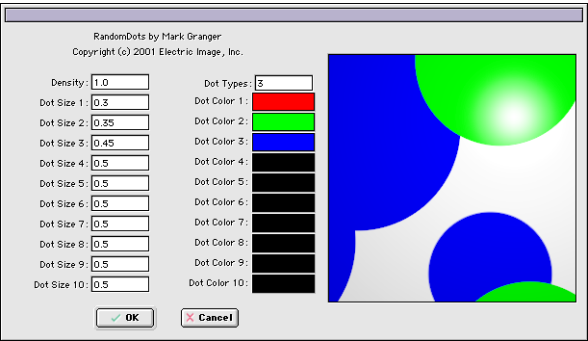 RandomDots by Mark Granger
Copyright (c) 2001 Electric Image, Inc.
Density: 1.0 Dot Types: 3
Dot Size 1: 0.3 Dot Color 1:
Dot Size 2: 0.35 Dot Color 2:
Dot Size 3: 0.45 Dot Color 3:
Dot Size 4: 0.5 Dot Color 4:
Dot Size 5: 0.5 Dot Color 5:
Dot Size 6: 0.5 Dot Color 6:
Dot Size 7: 0.5 Dot Color 7:
Dot Size 8: 0.5 Dot Color 8:
Dot Size 9: 0.5 Dot Color 9:
Dot Size 10: 0.5 Dot Color 10:
OK Cancel